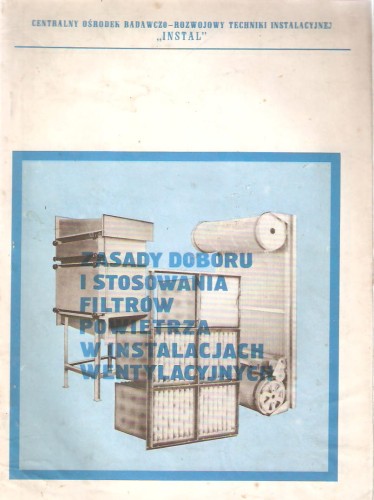 CENTRALNY OŚRODEK BADAWCZO-ROZWOJOWY TECHNIKI INSTALACYJNEJ
„INSTAL"
ZASADY DOBORU
I STOSOWANIA
FILTRÓW
POWIETRZA
W INSTALACJACH
WENTYLACYJNYCH